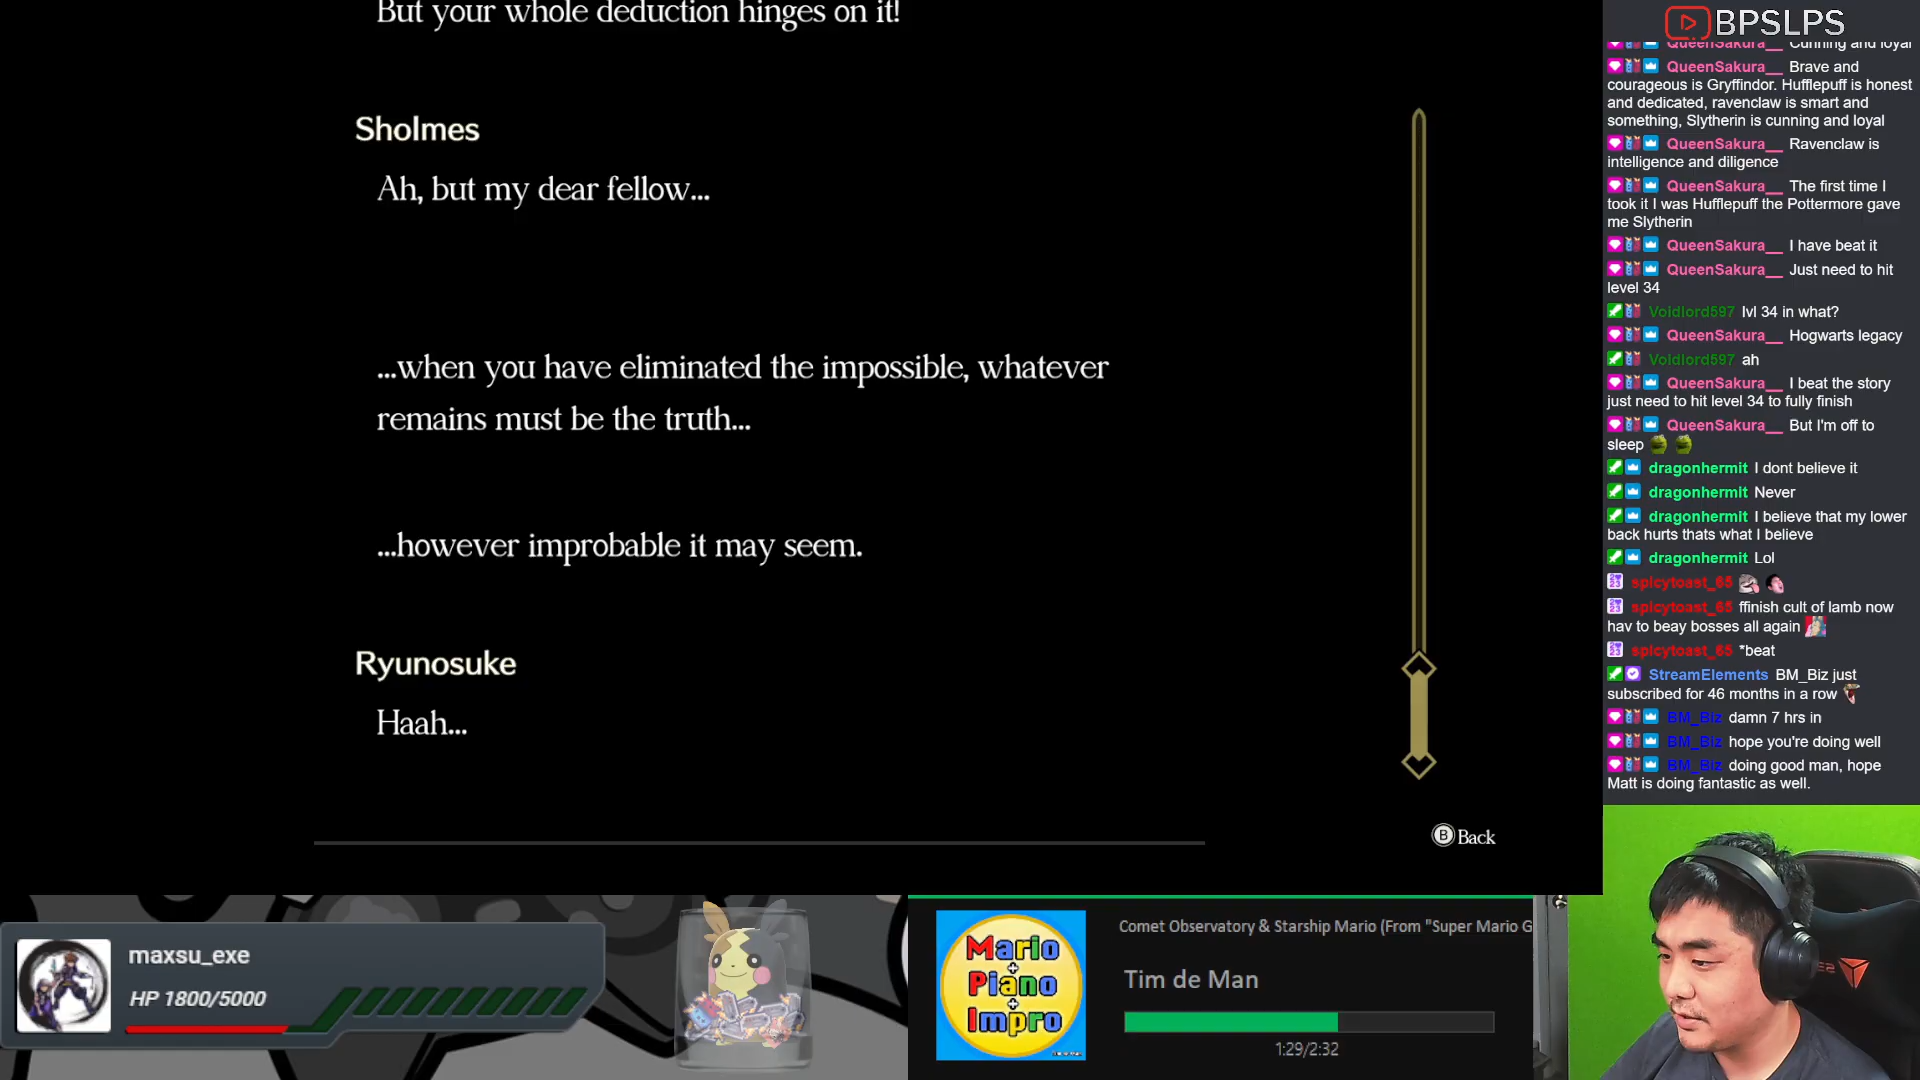 But your whole deduction hinges on it!
Sholmes
Ah, but my dear fellow...
...when you have eliminated the impossible, whatever
remains must be the truth...
...however improbable it may seem.
Ryunosuke
Haah...
B Back
BPSLPS
QueenSakura__ Cunning and loyal
QueenSakura__ Brave and
courageous is Gryffindor. Hufflepuff is honest
and dedicated, ravenclaw is smart and
something, Slytherin is cunning and loyal
QueenSakura__ Ravenclaw is
intelligence and diligence
QueenSakura__ The first time I
took it I was Hufflepuff the Pottermore gave
me Slytherin
QueenSakura__ I have beat it
QueenSakura__ Just need to hit
level 34
Voidlord597 lvl 34 in what?
QueenSakura__ Hogwarts legacy
Voidlord597 ah
QueenSakura__ I beat the story
just need to hit level 34 to fully finish
QueenSakura__ But I'm off to
sleep
dragonhermit I dont believe it
dragonhermit Never
dragonhermit I believe that my lower
back hurts thats what I believe
dragonhermit Lol
spicytoast_65
spicytoast_65 ffinish cult of lamb now
hav to beay bosses all again
spicytoast_65 *beat
StreamElements BM_Biz just
subscribed for 46 months in a row
BM_Biz damn 7 hrs in
BM_Biz hope you're doing well
BM_Biz doing good man, hope
Matt is doing fantastic as well.
maxsu_exe
HP 1800/5000
Mario
+
Piano
+
Impro
Comet Observatory & Starship Mario (From "Super Mario G
Tim de Man
1:29/2:32